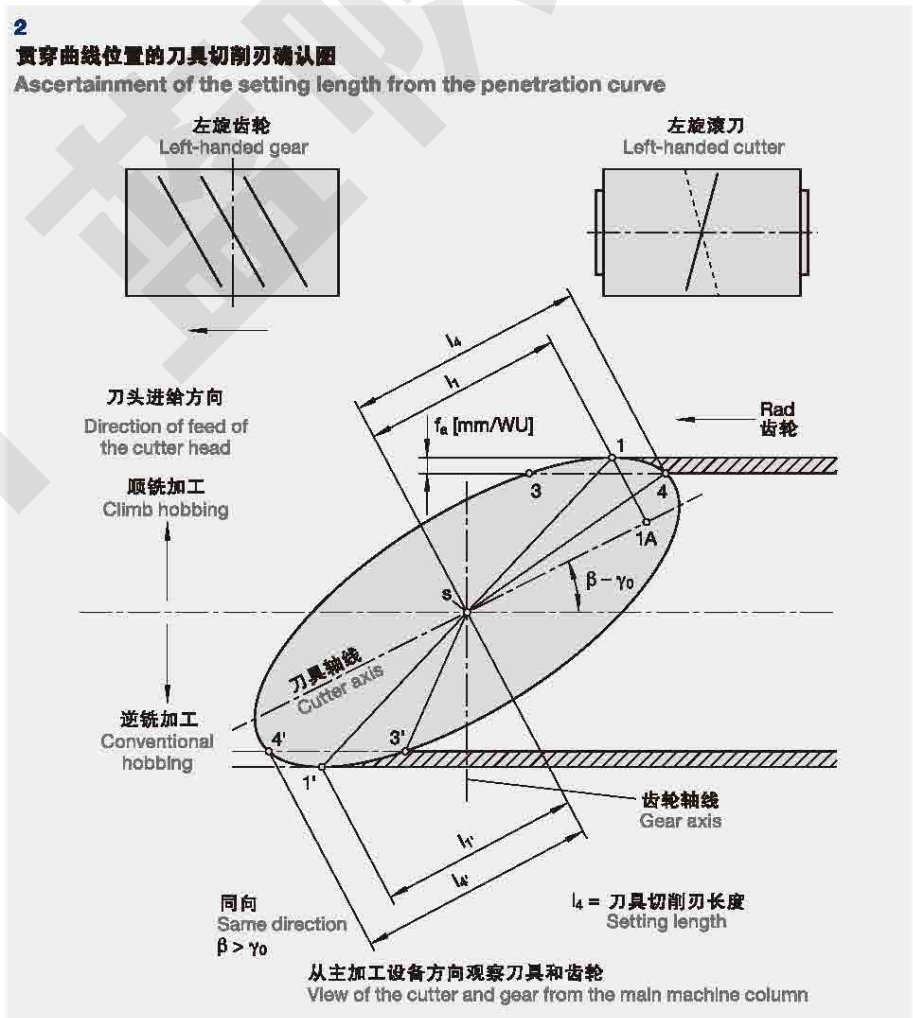 2
贯穿曲线位置的刀具切削刃确认图
Ascertainment of the setting length from the penetration curve
左旋齿轮
Left-handed gear
左旋滚刀
Left-handed cutter
l4
l1
刀头进给方向
Direction of feed of
the cutter head
fa [mm/WU]
Rad
齿轮
1
3
4
顺铣加工
Climb hobbing
1A
β – γ0
s
刀具轴线
Cutter axis
逆铣加工
Conventional
hobbing
4'
3'
1'
齿轮轴线
Gear axis
l1'
l4'
同向
Same direction
β > γ0
l4 = 刀具切削刃长度
Setting length
从主加工设备方向观察刀具和齿轮
View of the cutter and gear from the main machine column